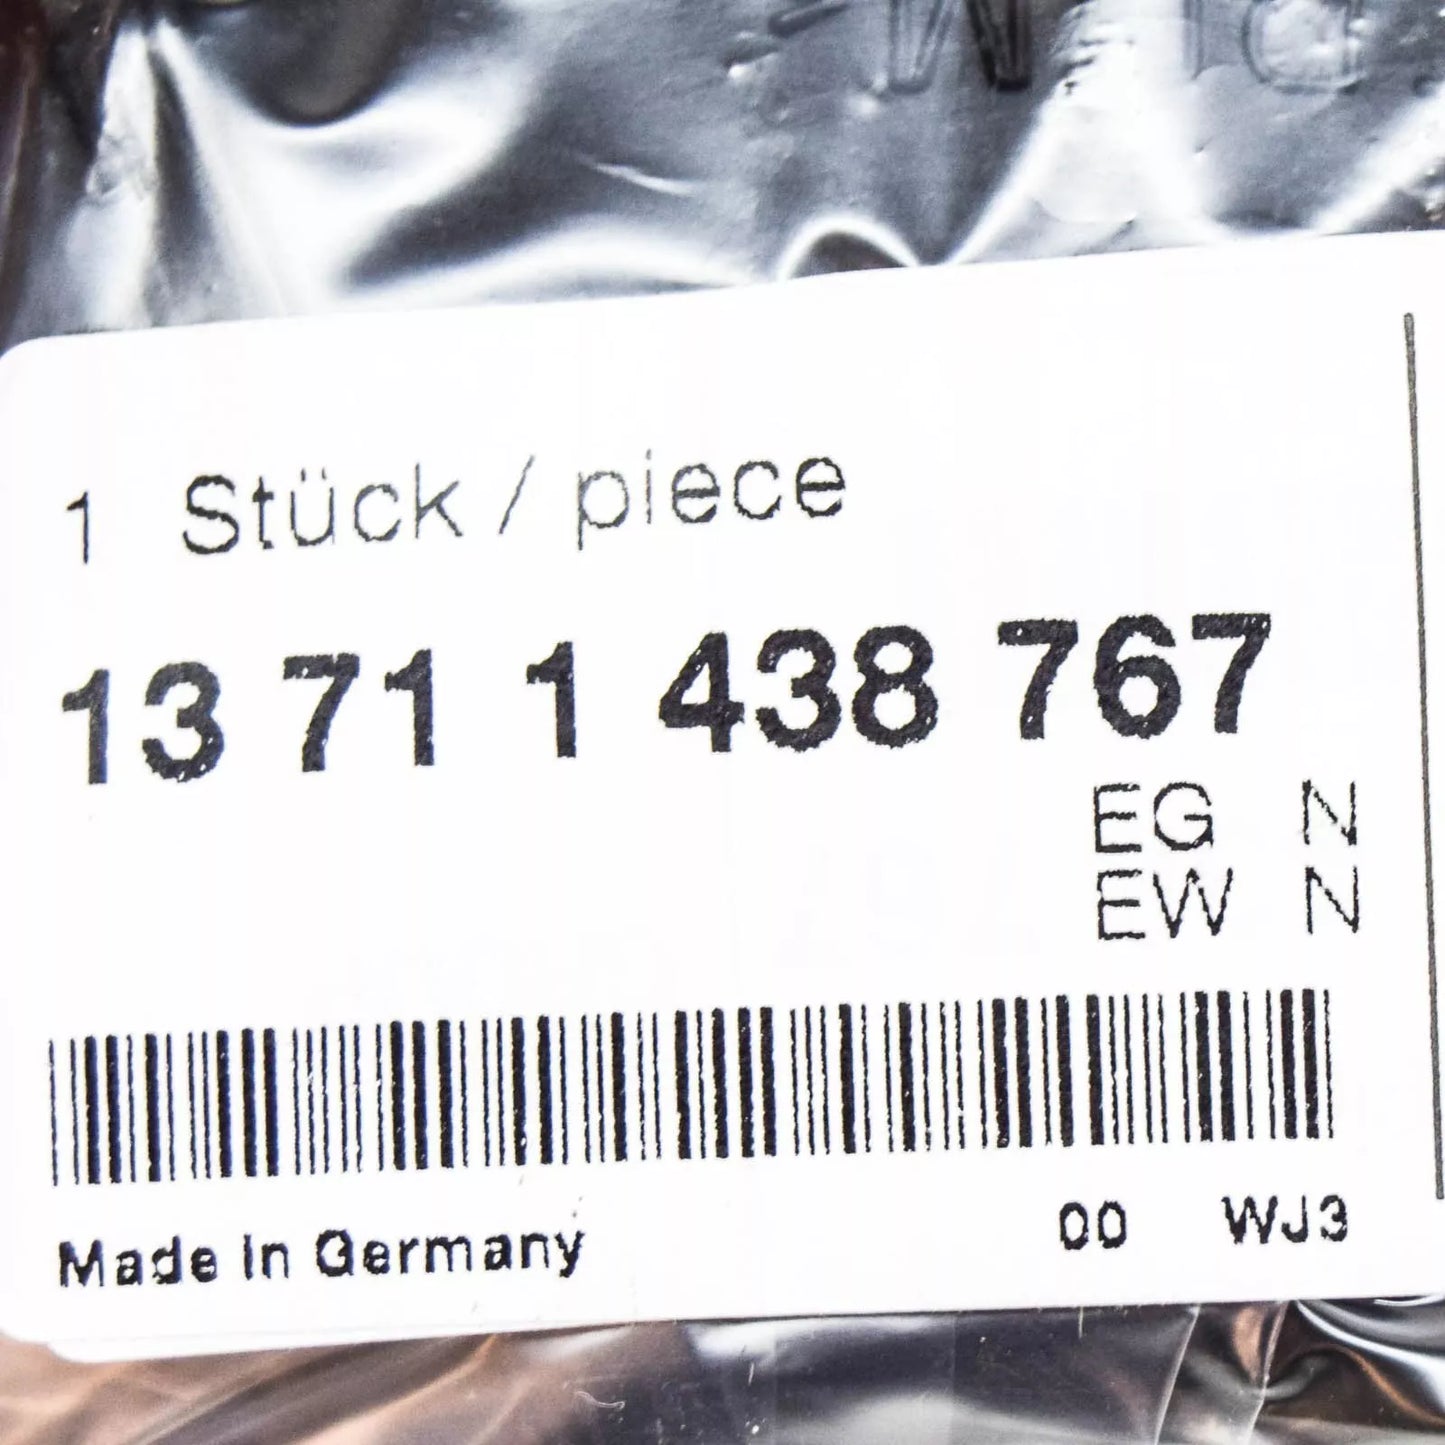 1 Stück / piece
13 71 1 438 767
EG N
EW N
Made in Germany 00 WJ3